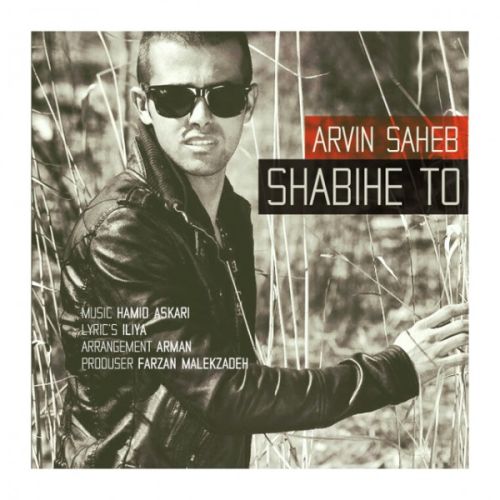 ARVIN SAHEB
SHABIHE TO
MUSIC HAMID ASKARI
LYRIC'S ILIYA
ARRANGEMENT ARMAN
PRODUSER FARZAN MALEKZADEH